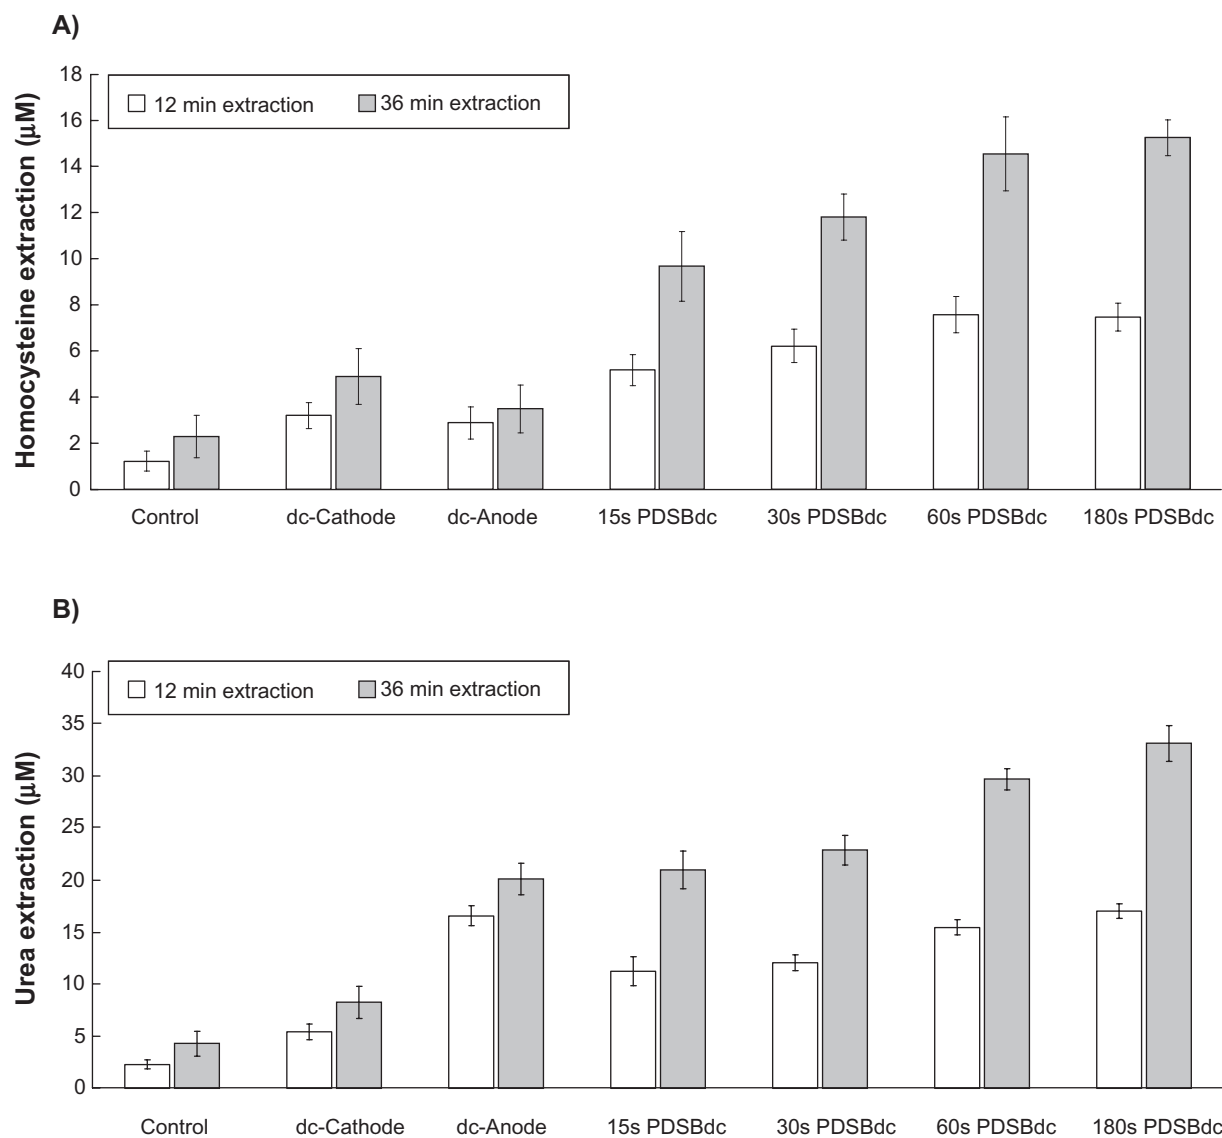 A)
Homocysteine extraction (μM)
18
16
14
12
10
8
6
4
2
0
12 min extraction
36 min extraction
Control
dc-Cathode
dc-Anode
15s PDSBdc
30s PDSBdc
60s PDSBdc
180s PDSBdc
B)
Urea extraction (μM)
40
35
30
25
20
15
10
5
0
12 min extraction
36 min extraction
Control
dc-Cathode
dc-Anode
15s PDSBdc
30s PDSBdc
60s PDSBdc
180s PDSBdc